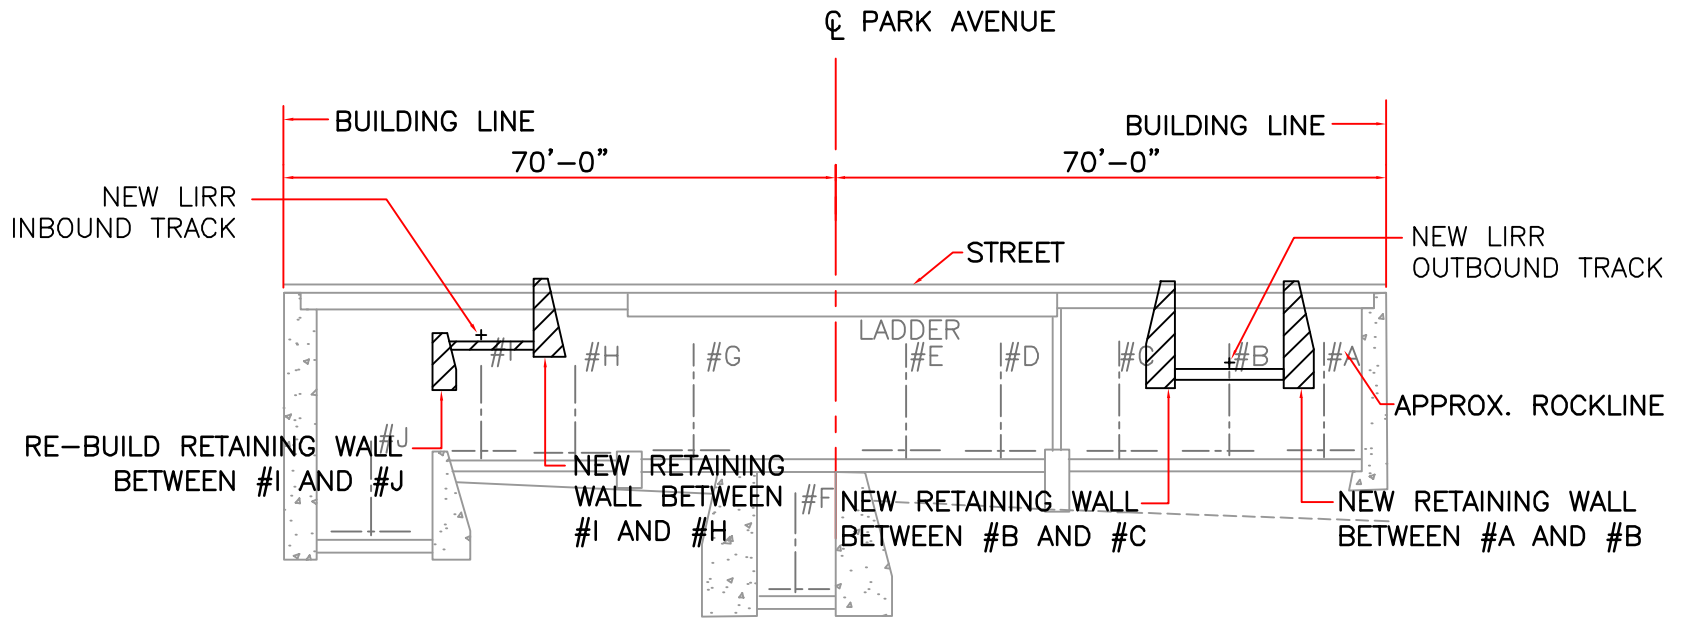 ℄ PARK AVENUE
BUILDING LINE
BUILDING LINE
70'-0"
70'-0"
NEW LIRR
INBOUND TRACK
STREET
NEW LIRR
OUTBOUND TRACK
LADDER
#I
#H
#G
#E
#D
#C
#B
#A
APPROX. ROCKLINE
#J
RE-BUILD RETAINING WALL
BETWEEN #I AND #J
NEW RETAINING
WALL BETWEEN
#I AND #H
#F
NEW RETAINING WALL
BETWEEN #B AND #C
NEW RETAINING WALL
BETWEEN #A AND #B